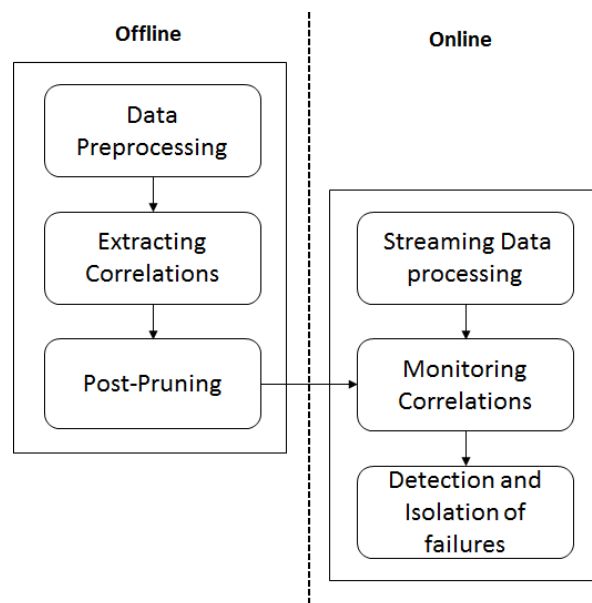 Offline
Data
Preprocessing
Extracting
Correlations
Post-Pruning
Online
Streaming Data
processing
Monitoring
Correlations
Detection and
Isolation of
failures